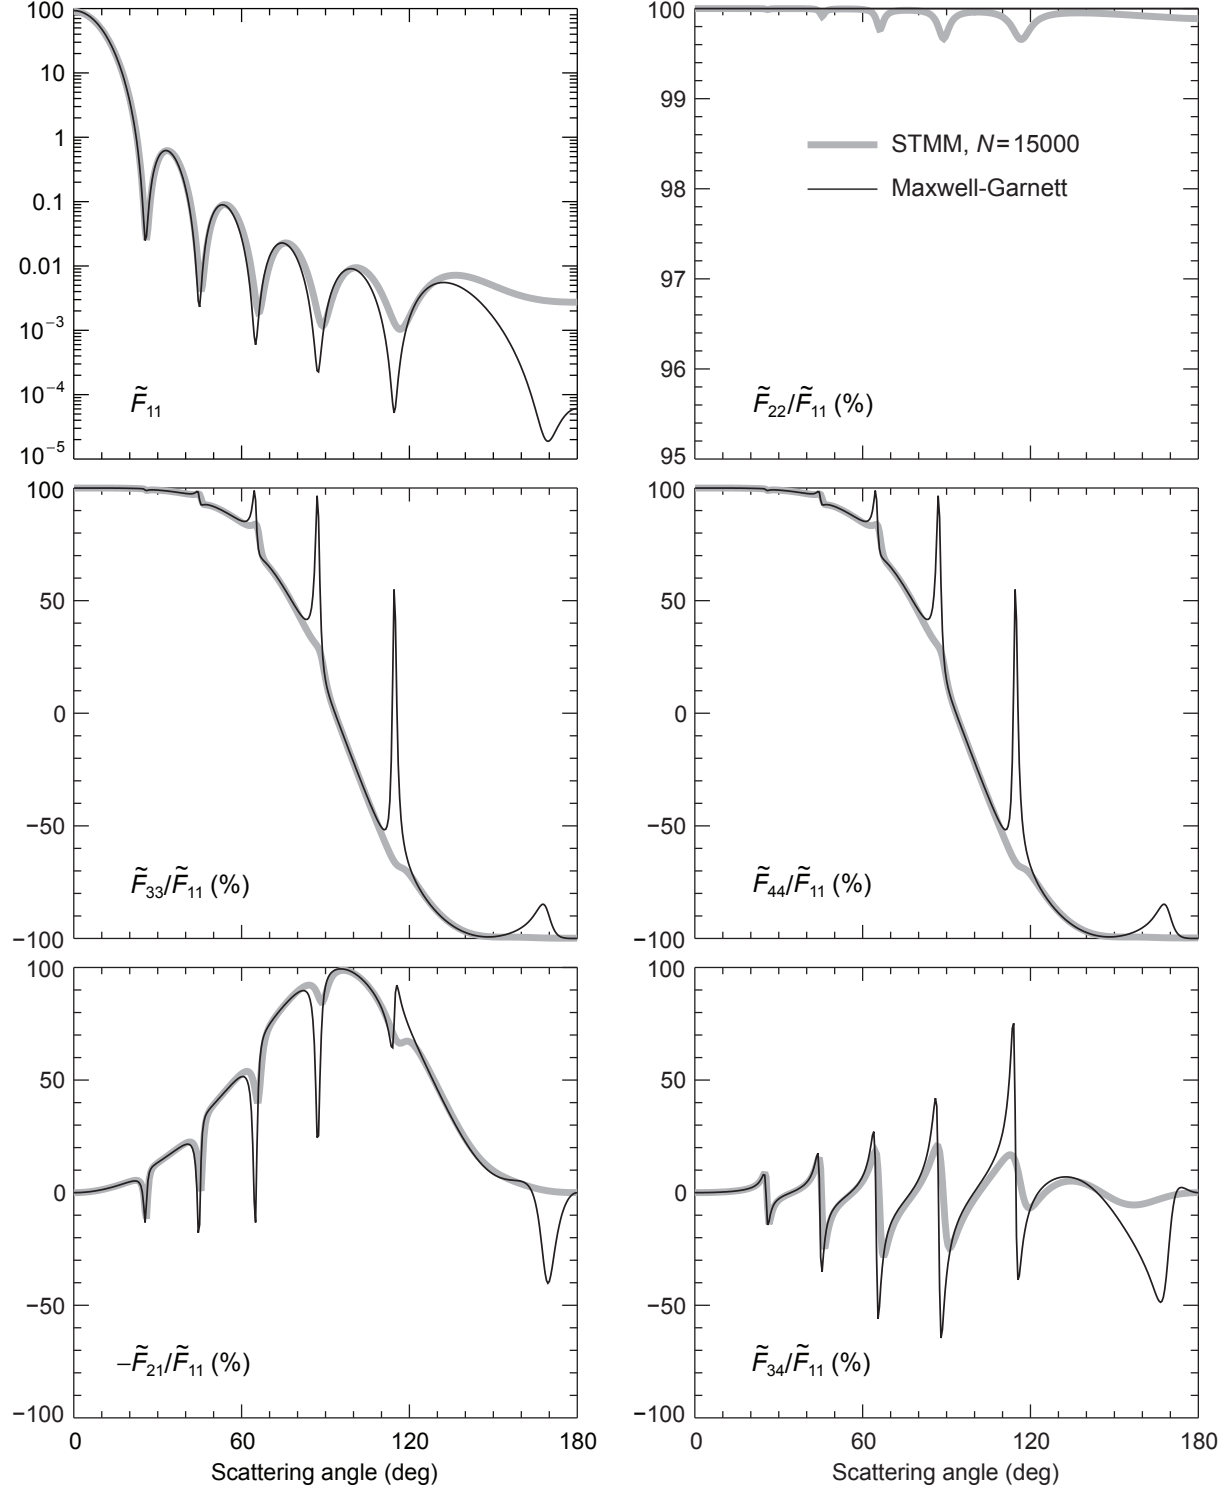 100
10
1
0.1
0.01
10⁻³
10⁻⁴
10⁻⁵
F̃₁₁
100
99
98
97
96
95
STMM, N=15000
Maxwell-Garnett
F̃₂₂/F̃₁₁ (%)
100
50
0
−50
−100
F̃₃₃/F̃₁₁ (%)
100
50
0
−50
−100
F̃₄₄/F̃₁₁ (%)
100
50
0
−50
−100
−F̃₂₁/F̃₁₁ (%)
0 60 120 180
Scattering angle (deg)
100
50
0
−50
−100
F̃₃₄/F̃₁₁ (%)
0 60 120 180
Scattering angle (deg)